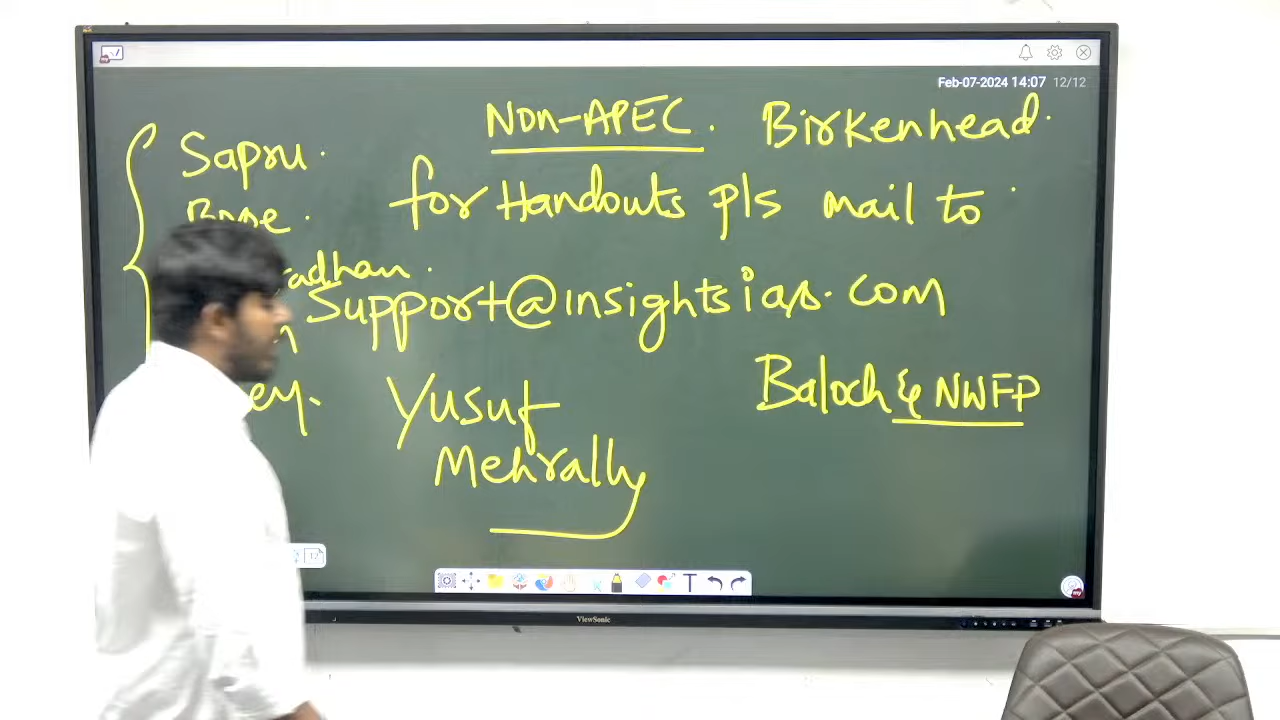 Feb-07-2024 14:07 12/12
NON-APEC. Birkenhead.
Sapru.
for Handouts pls mail to
support@insightsias.com
Baloch & NWFP
Yusuf
Mehrally
ViewSonic